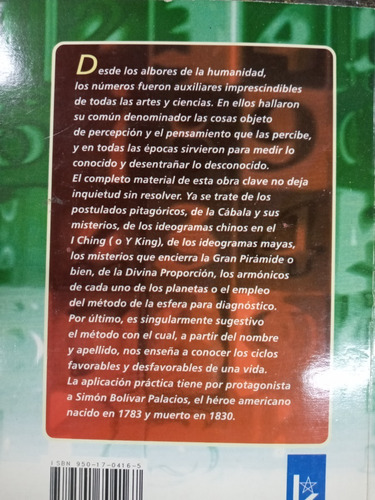 Desde los albores de la humanidad,
los números fueron auxiliares imprescindibles
de todas las artes y ciencias. En ellos hallaron
su común denominador las cosas objeto
de percepción y el pensamiento que las percibe,
y en todas las épocas sirvieron para medir lo
conocido y desentrañar lo desconocido.
El completo material de esta obra clave no deja
inquietud sin resolver. Ya se trate de los
postulados pitagóricos, de la Cábala y sus
misterios, de los ideogramas chinos en el
I Ching ( o Y King), de los ideogramas mayas,
los misterios que encierra la Gran Pirámide o
bien, de la Divina Proporción, los armónicos
de cada uno de los planetas o el empleo
del método de la esfera para diagnóstico.
Por último, es singularmente sugestivo
el método con el cual, a partir del nombre
y apellido, nos enseña a conocer los ciclos
favorables y desfavorables de una vida.
La aplicación práctica tiene por protagonista
a Simón Bolívar Palacios, el héroe americano
nacido en 1783 y muerto en 1830.
ISBN 950-17-0416-5